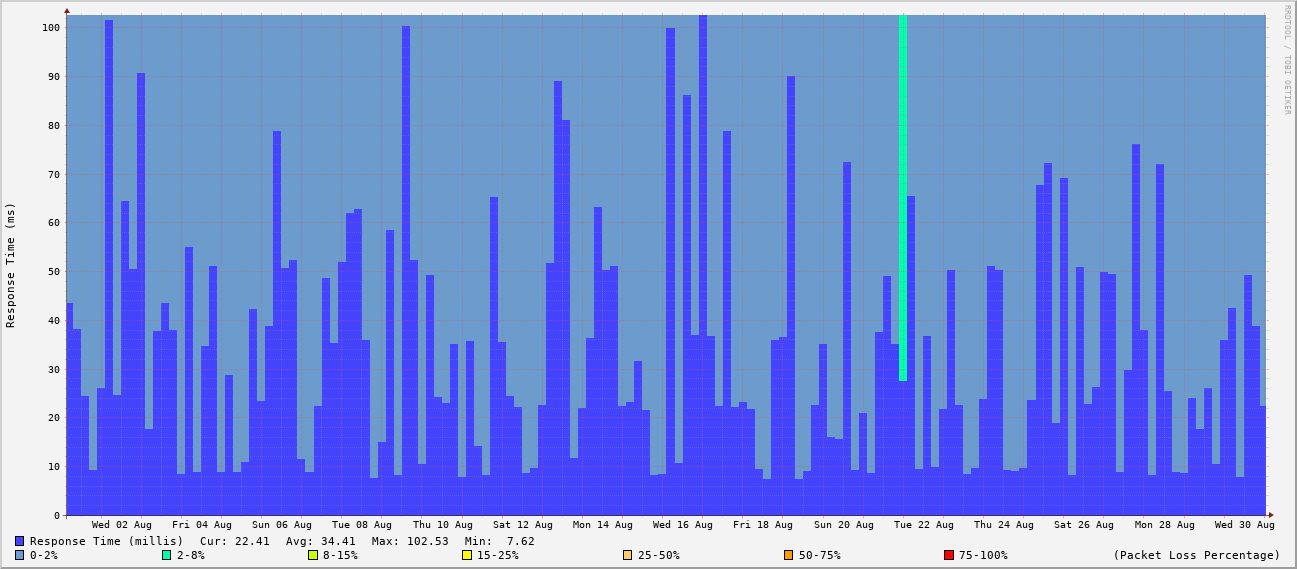 RRDTOOL / TOBI OETIKER
Response Time (ms)
100
90
80
70
60
50
40
30
20
10
0
Wed 02 Aug Fri 04 Aug Sun 06 Aug Tue 08 Aug Thu 10 Aug Sat 12 Aug Mon 14 Aug Wed 16 Aug Fri 18 Aug Sun 20 Aug Tue 22 Aug Thu 24 Aug Sat 26 Aug Mon 28 Aug Wed 30 Aug
Response Time (millis) Cur: 22.41 Avg: 34.41 Max: 102.53 Min: 7.62
0-2% 2-8% 8-15% 15-25% 25-50% 50-75% 75-100% (Packet Loss Percentage)